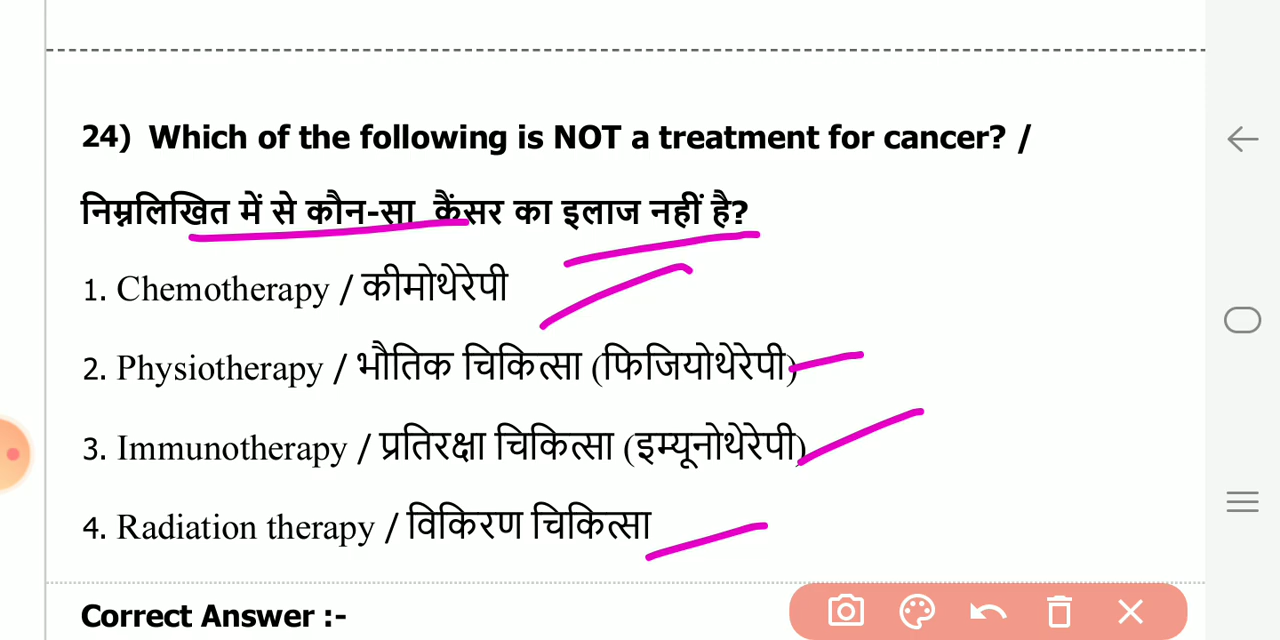 24) Which of the following is NOT a treatment for cancer? /
निम्नलिखित में से कौन-सा कैंसर का इलाज नहीं है?
1. Chemotherapy / कीमोथेरेपी
2. Physiotherapy / भौतिक चिकित्सा (फिजियोथेरेपी)
3. Immunotherapy / प्रतिरक्षा चिकित्सा (इम्यूनोथेरेपी)
4. Radiation therapy / विकिरण चिकित्सा
Correct Answer :-